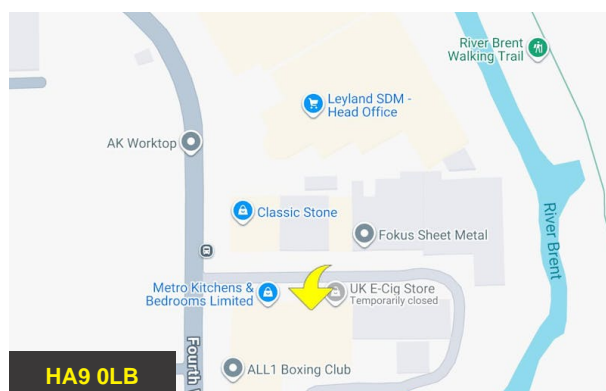 River Brent
Walking Trail
Leyland SDM -
Head Office
AK Worktop
Classic Stone
Fokus Sheet Metal
River Brent
Metro Kitchens &
Bedrooms Limited
UK E-Cig Store
Temporarily closed
Fourth
ALL1 Boxing Club
HA9 0LB